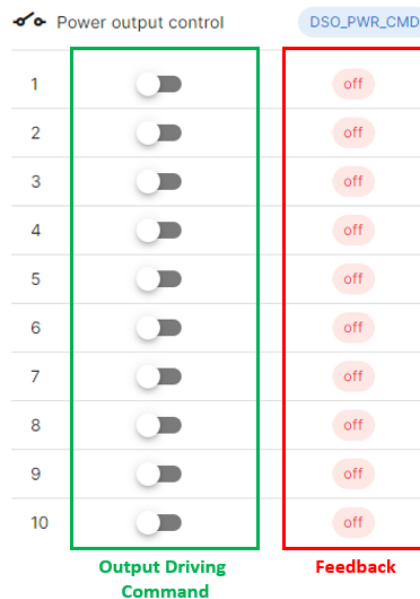 Power output control DSO_PWR_CMD
1 off
2 off
3 off
4 off
5 off
6 off
7 off
8 off
9 off
10 off
Output Driving Feedback
Command